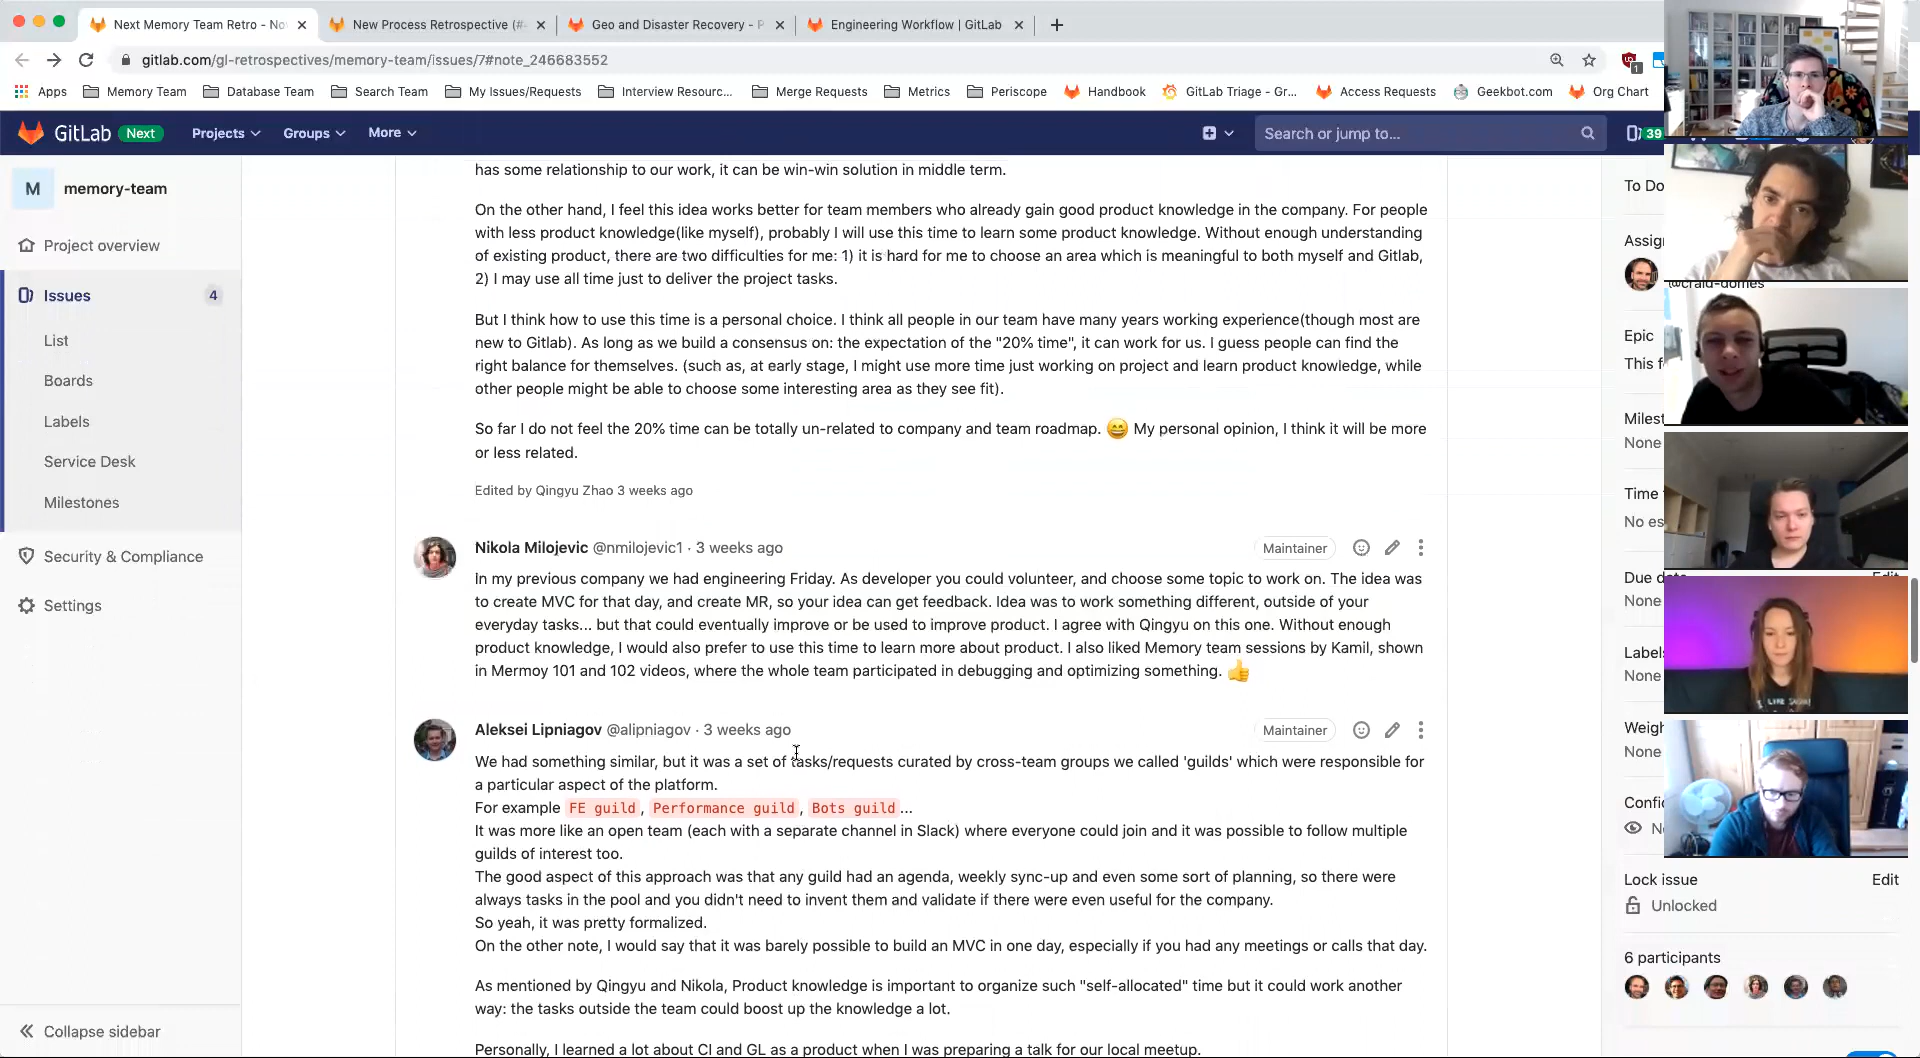 Next Memory Team Retro - No
New Process Retrospective (#
Geo and Disaster Recovery - P
Engineering Workflow | GitLab
gitlab.com/gl-retrospectives/memory-team/issues/7#note_246683552
1
Apps
Memory Team
Database Team
Search Team
My Issues/Requests
Interview Resourc...
Merge Requests
Metrics
Periscope
Handbook
GitLab Triage - Gr...
Access Requests
Geekbot.com
Org Chart
GitLab
Next
Projects
Groups
More
Search or jump to...
39
M
memory-team
Project overview
Issues
4
List
Boards
Labels
Service Desk
Milestones
Security & Compliance
Settings
Collapse sidebar
has some relationship to our work, it can be win-win solution in middle term.
On the other hand, I feel this idea works better for team members who already gain good product knowledge in the company. For people
with less product knowledge(like myself), probably I will use this time to learn some product knowledge. Without enough understanding
of existing product, there are two difficulties for me: 1) it is hard for me to choose an area which is meaningful to both myself and Gitlab,
2) I may use all time just to deliver the project tasks.
But I think how to use this time is a personal choice. I think all people in our team have many years working experience(though most are
new to Gitlab). As long as we build a consensus on: the expectation of the "20% time", it can work for us. I guess people can find the
right balance for themselves. (such as, at early stage, I might use more time just working on project and learn product knowledge, while
other people might be able to choose some interesting area as they see fit).
So far I do not feel the 20% time can be totally un-related to company and team roadmap. 😄 My personal opinion, I think it will be more
or less related.
Edited by Qingyu Zhao 3 weeks ago
Nikola Milojevic @nmilojevic1 · 3 weeks ago
Maintainer
In my previous company we had engineering Friday. As developer you could volunteer, and choose some topic to work on. The idea was
to create MVC for that day, and create MR, so your idea can get feedback. Idea was to work something different, outside of your
everyday tasks... but that could eventually improve or be used to improve product. I agree with Qingyu on this one. Without enough
product knowledge, I would also prefer to use this time to learn more about product. I also liked Memory team sessions by Kamil, shown
in Mermoy 101 and 102 videos, where the whole team participated in debugging and optimizing something. 👍
Aleksei Lipniagov @alipniagov · 3 weeks ago
Maintainer
We had something similar, but it was a set of tasks/requests curated by cross-team groups we called 'guilds' which were responsible for
a particular aspect of the platform.
For example FE guild, Performance guild, Bots guild...
It was more like an open team (each with a separate channel in Slack) where everyone could join and it was possible to follow multiple
guilds of interest too.
The good aspect of this approach was that any guild had an agenda, weekly sync-up and even some sort of planning, so there were
always tasks in the pool and you didn't need to invent them and validate if there were even useful for the company.
So yeah, it was pretty formalized.
On the other note, I would say that it was barely possible to build an MVC in one day, especially if you had any meetings or calls that day.
As mentioned by Qingyu and Nikola, Product knowledge is important to organize such "self-allocated" time but it could work another
way: the tasks outside the team could boost up the knowledge a lot.
Personally, I learned a lot about CI and GL as a product when I was preparing a talk for our local meetup.
To Do
Assig
@craig-gomes
Epic
This f
Milest
None
Time
No es
Due date
Edit
None
Label
None
Weigh
None
Confi
Lock issue
Edit
Unlocked
6 participants